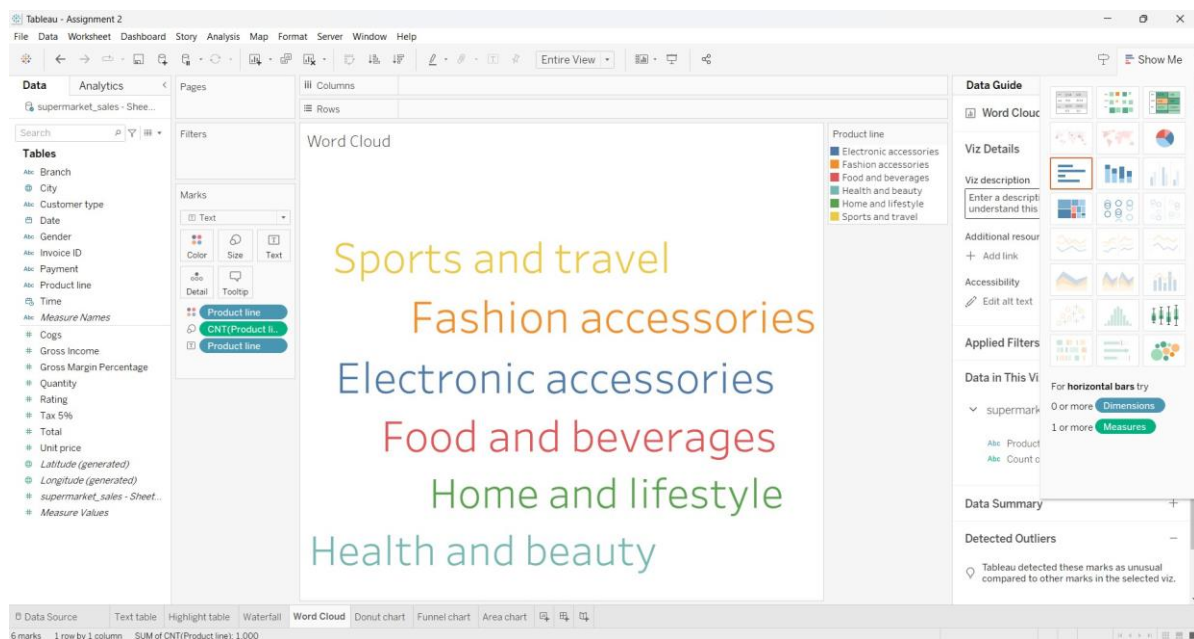 Tableau - Assignment 2
File Data Worksheet Dashboard Story Analysis Map Format Server Window Help
Entire View
Show Me
Data
Analytics
supermarket_sales - Shee...
Search
Tables
Abc Branch
City
Abc Customer type
Date
Abc Gender
Abc Invoice ID
Abc Payment
Abc Product line
Time
Abc Measure Names
# Cogs
# Gross Income
# Gross Margin Percentage
# Quantity
# Rating
# Tax 5%
# Total
# Unit price
Latitude (generated)
Longitude (generated)
# supermarket_sales - Sheet...
# Measure Values
Pages
Filters
Marks
Text
Color Size Text
Detail Tooltip
Product line
CNT(Product li..
Product line
Columns
Rows
Word Cloud
Sports and travel
Fashion accessories
Electronic accessories
Food and beverages
Home and lifestyle
Health and beauty
Product line
Electronic accessories
Fashion accessories
Food and beverages
Health and beauty
Home and lifestyle
Sports and travel
Data Guide
Word Cloud
Viz Details
Viz description
Enter a descripti
understand this
Additional resour
+ Add link
Accessibility
Edit alt text
Applied Filters
Data in This Vi
supermark
Abc Product
Abc Count o
Data Summary +
Detected Outliers −
Tableau detected these marks as unusual
compared to other marks in the selected viz.
For horizontal bars try
0 or more Dimensions
1 or more Measures
Data Source Text table Highlight table Waterfall Word Cloud Donut chart Funnel chart Area chart
6 marks 1 row by 1 column SUM of CNT(Product line): 1,000